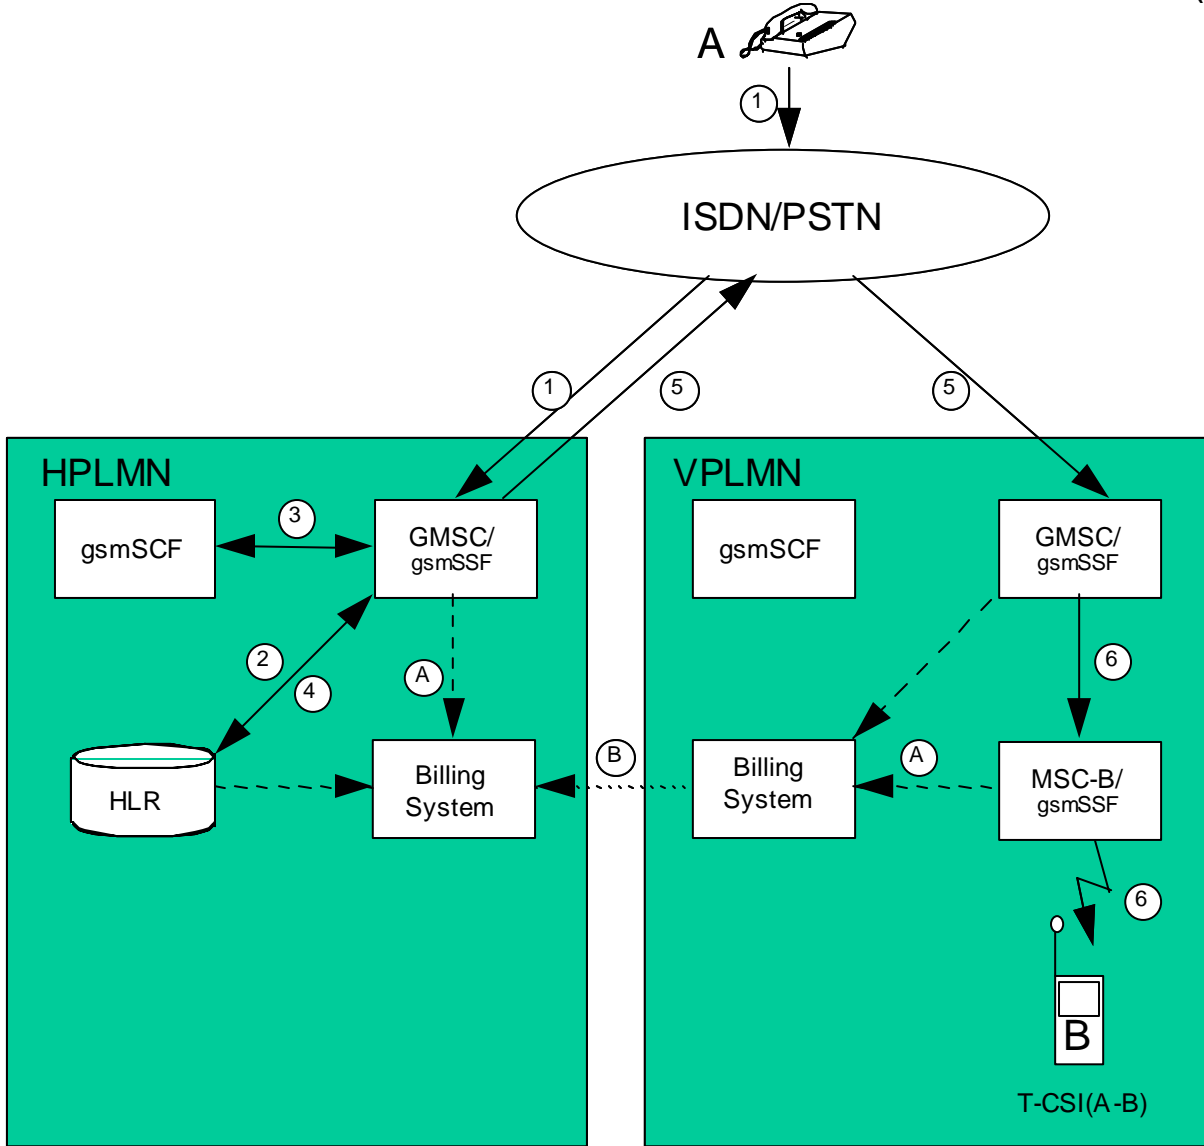 (
A
1
ISDN/PSTN
1
5
5
HPLMN
VPLMN
gsmSCF
3
GMSC/
gsmSSF
gsmSCF
GMSC/
gsmSSF
2
4
A
6
HLR
Billing
System
B
Billing
System
A
MSC-B/
gsmSSF
6
B
T-CSI(A-B)